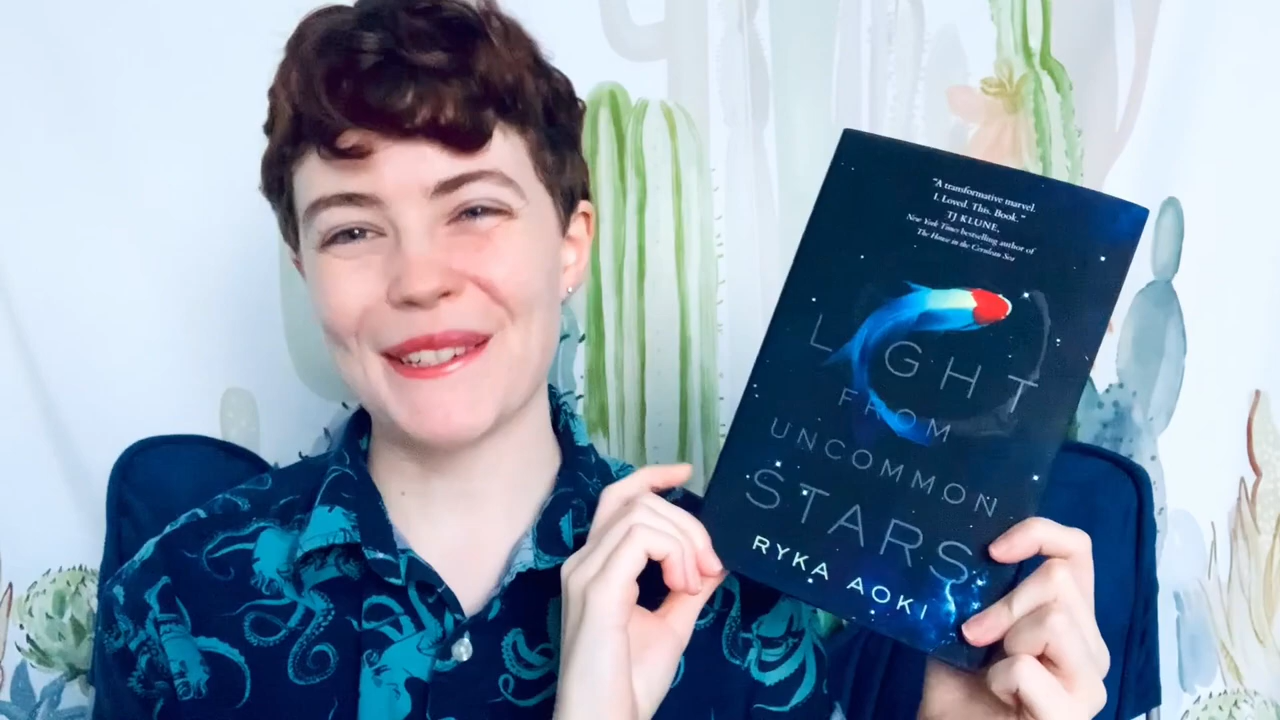 “A transformative marvel.
I. Loved. This. Book.”
TJ KLUNE,
New York Times bestselling author of
The House in the Cerulean Sea
LIGHT
FROM
UNCOMMON
STARS
RYKA AOKI